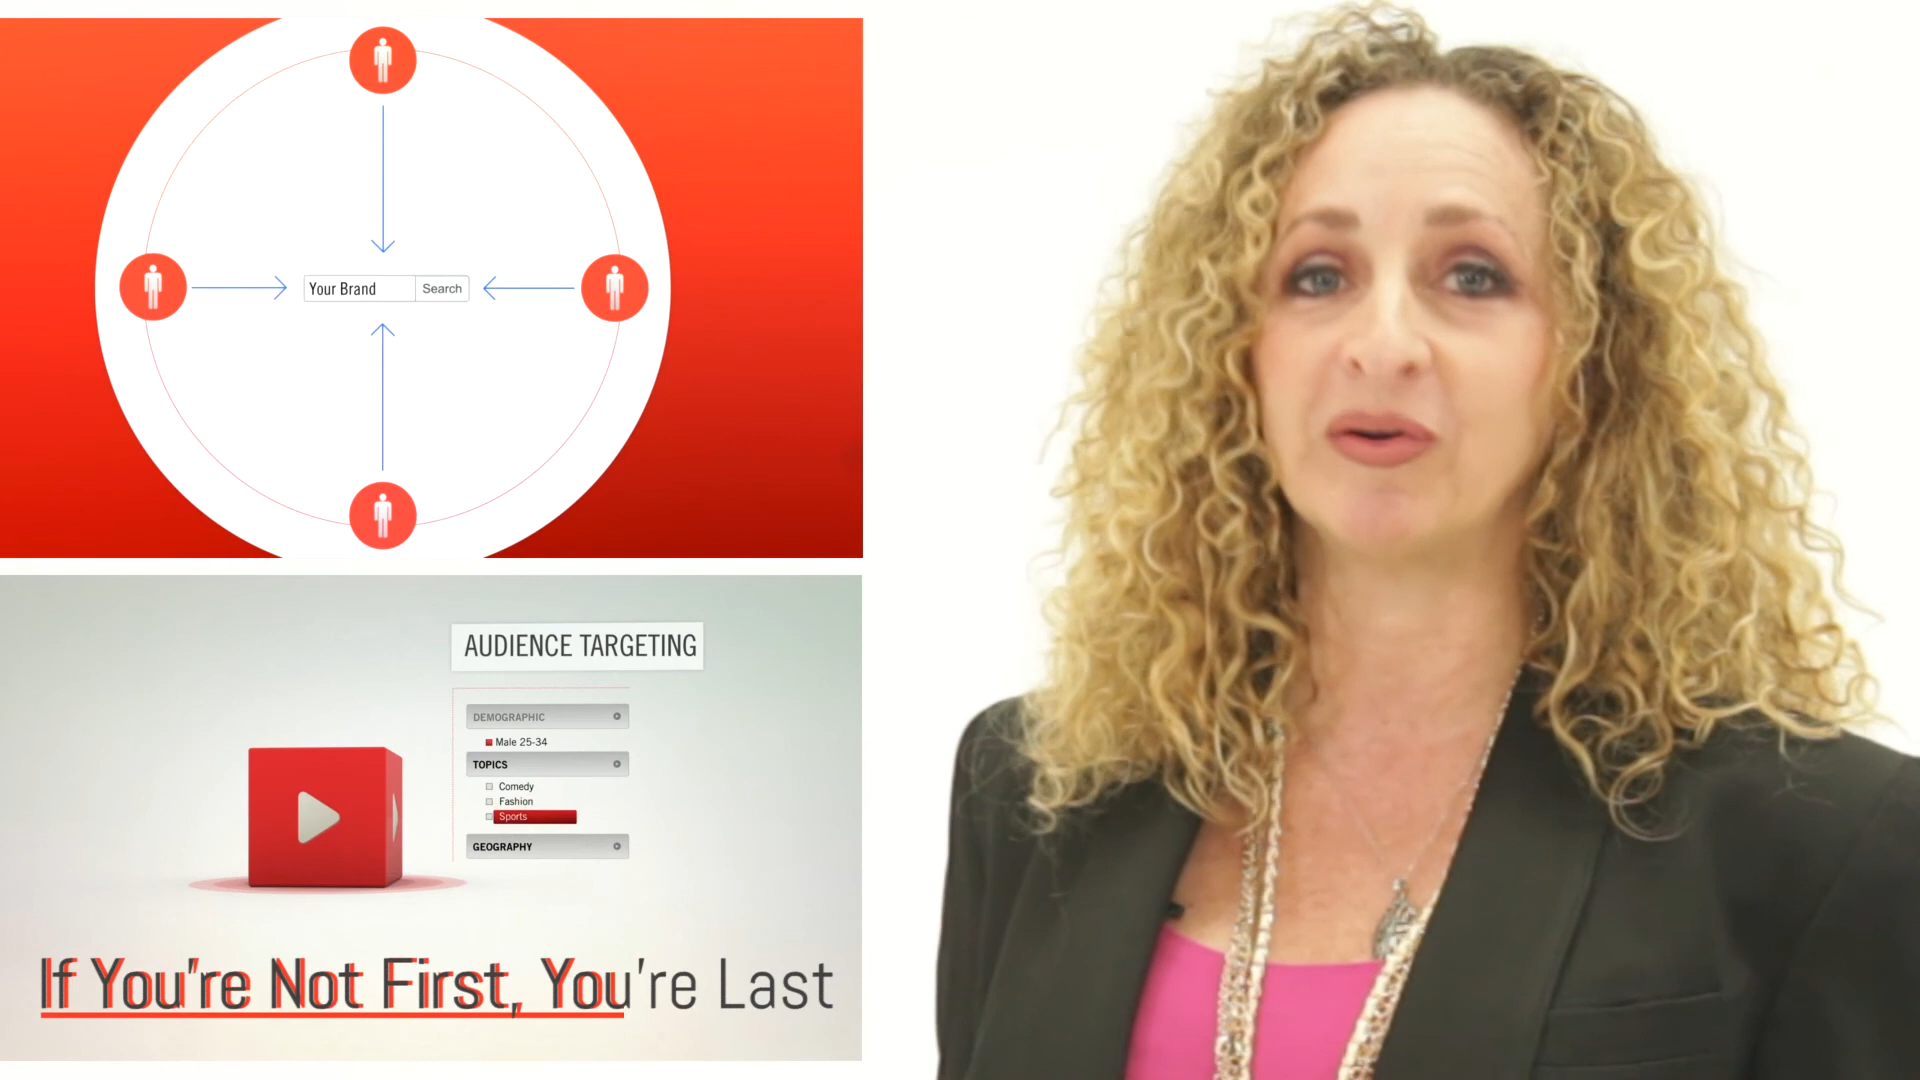 Your Brand Search
AUDIENCE TARGETING
DEMOGRAPHIC
Male 25-34
TOPICS
Comedy
Fashion
Sports
GEOGRAPHY
If You're Not First, You're Last